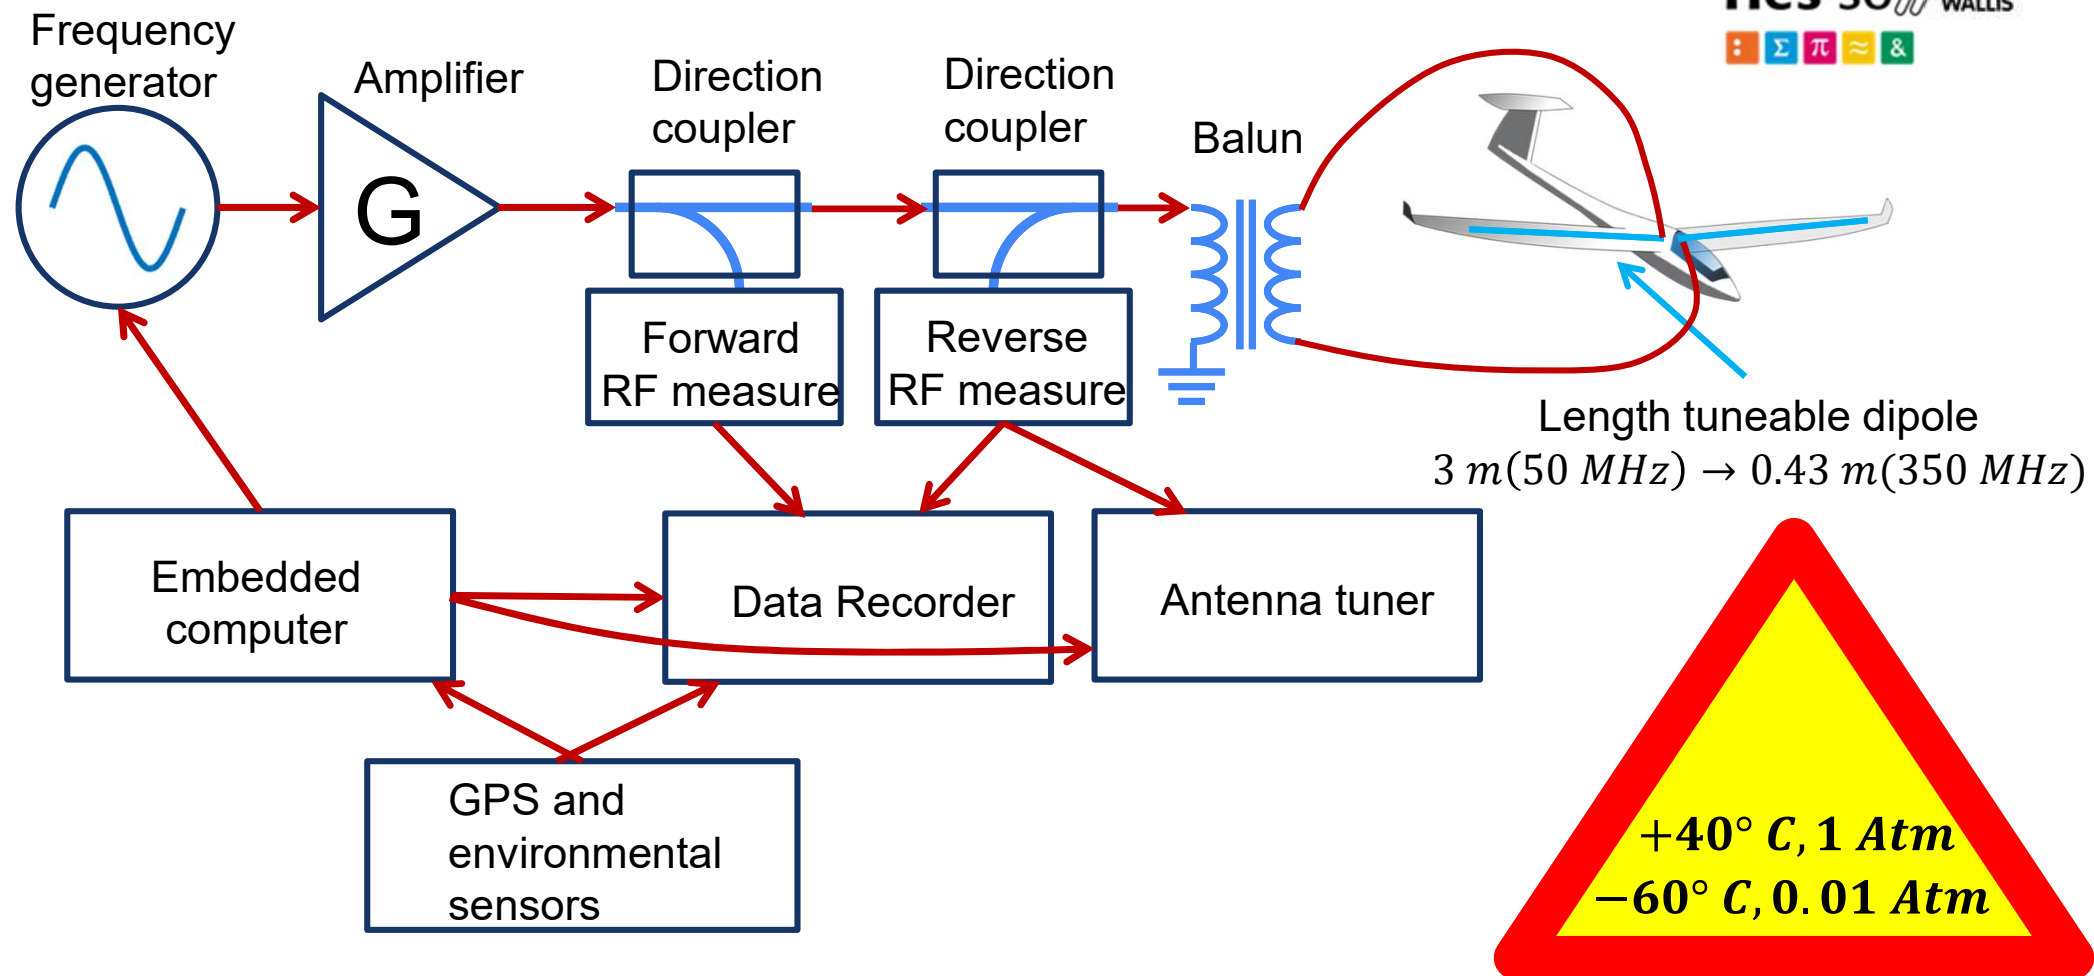 Frequency
generator
Amplifier
Direction
coupler
Direction
coupler
Balun
WALLIS
: Σ π ≈ &
G
Forward
RF measure
Reverse
RF measure
Length tuneable dipole
3 m(50 MHz) → 0.43 m(350 MHz)
Embedded
computer
Data Recorder
Antenna tuner
GPS and
environmental
sensors
+40° C, 1 Atm
−60° C, 0.01 Atm